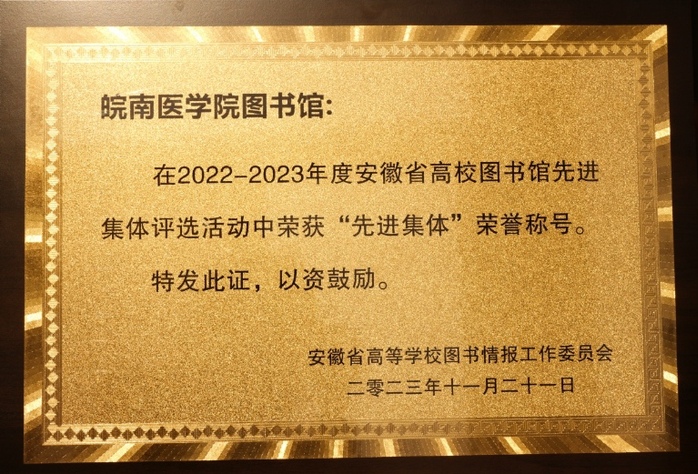 皖南医学院图书馆:
在2022-2023年度安徽省高校图书馆先进
集体评选活动中荣获“先进集体”荣誉称号。
特发此证，以资鼓励。
安徽省高等学校图书情报工作委员会
二零二三年十一月二十一日